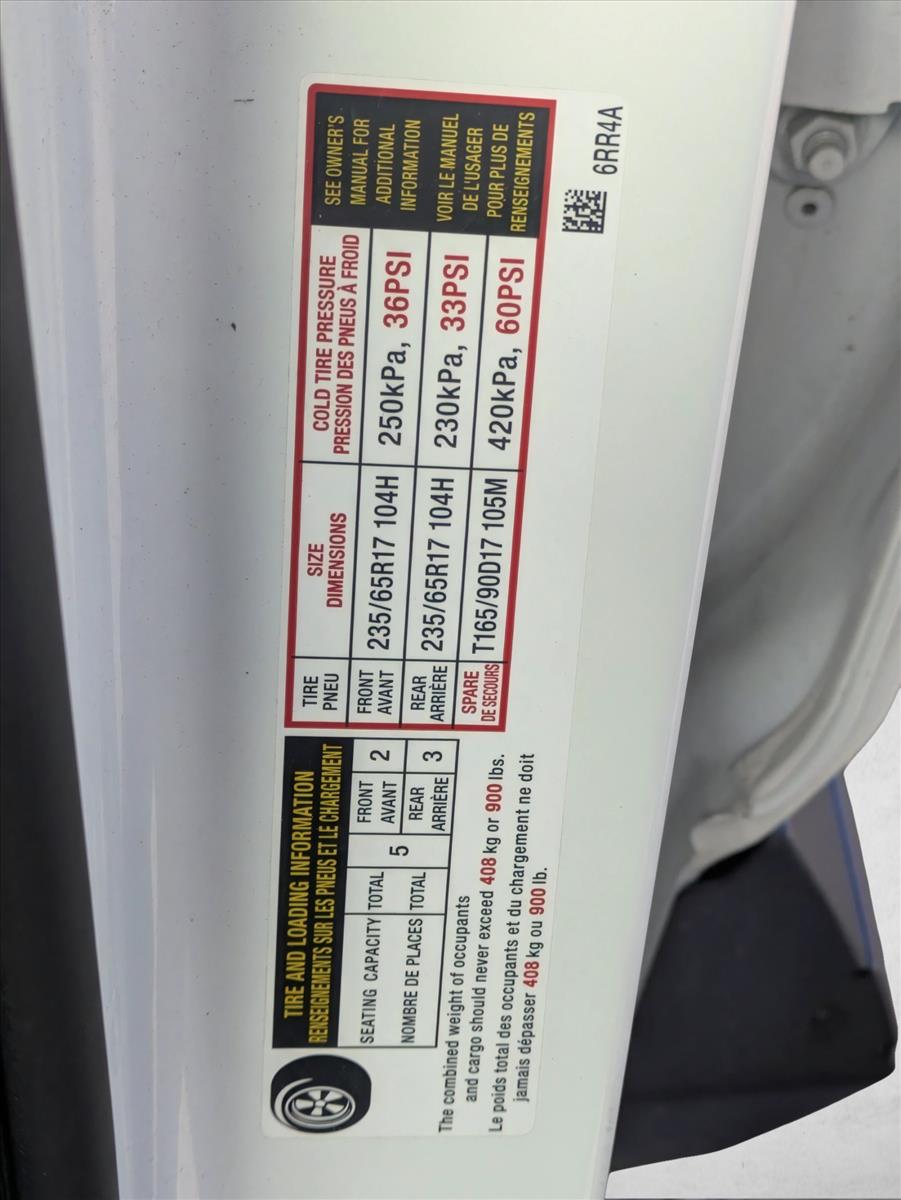 TIRE AND LOADING INFORMATION
RENSEIGNEMENTS SUR LES PNEUS ET LE CHARGEMENT
SEATING CAPACITY TOTAL 5 FRONT AVANT 2
NOMBRE DE PLACES TOTAL REAR ARRIÈRE 3
The combined weight of occupants
and cargo should never exceed 408 kg or 900 lbs.
Le poids total des occupants et du chargement ne doit
jamais dépasser 408 kg ou 900 lb.
TIRE PNEU SIZE DIMENSIONS COLD TIRE PRESSURE PRESSION DES PNEUS À FROID
FRONT AVANT 235/65R17 104H 250kPa, 36PSI
REAR ARRIÈRE 235/65R17 104H 230kPa, 33PSI
SPARE DE SECOURS T165/90D17 105M 420kPa, 60PSI
SEE OWNER'S
MANUAL FOR
ADDITIONAL
INFORMATION
VOIR LE MANUEL
DE L'USAGER
POUR PLUS DE
RENSEIGNEMENTS
6RR4A